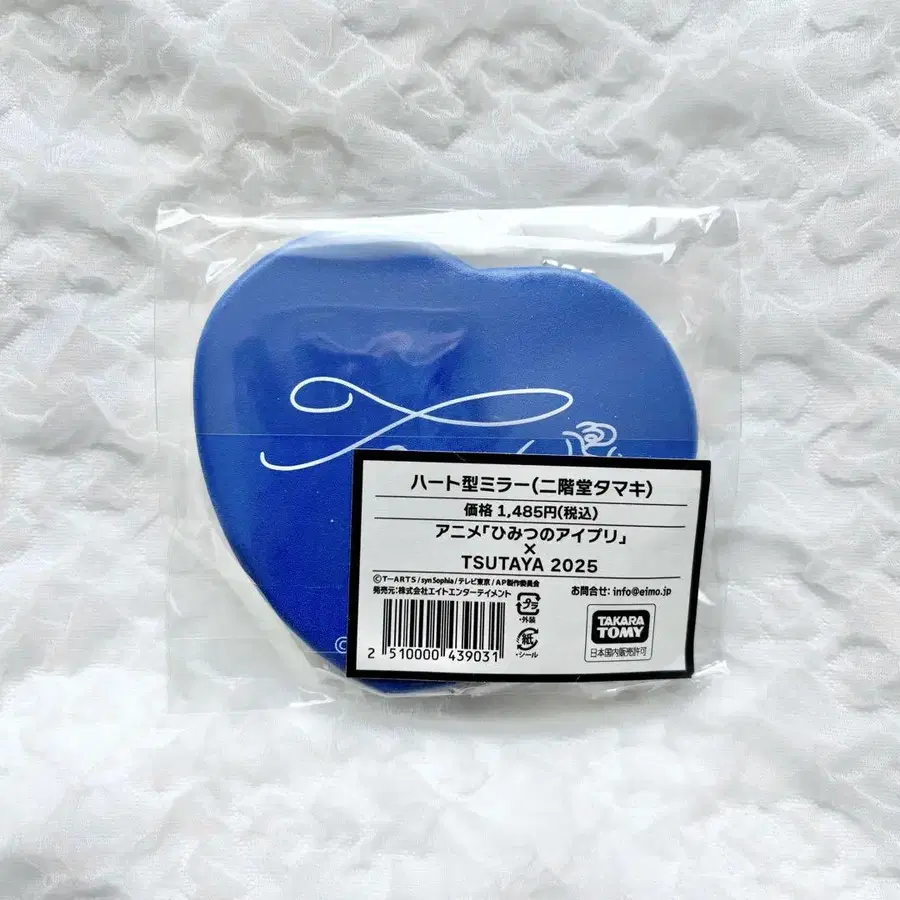 ハート型ミラー(二階堂タマキ)
価格 1,485円(税込)
アニメ「ひみつのアイプリ」
×
TSUTAYA 2025
©T-ARTS / syn Sophia / テレビ東京 / AP製作委員会
発売元:株式会社エイトエンターテイメント
お問合せ: info@eimo.jp
プラ
・外装
紙
・シール
2 510000 439031
TAKARA TOMY
日本国内販売許可
©